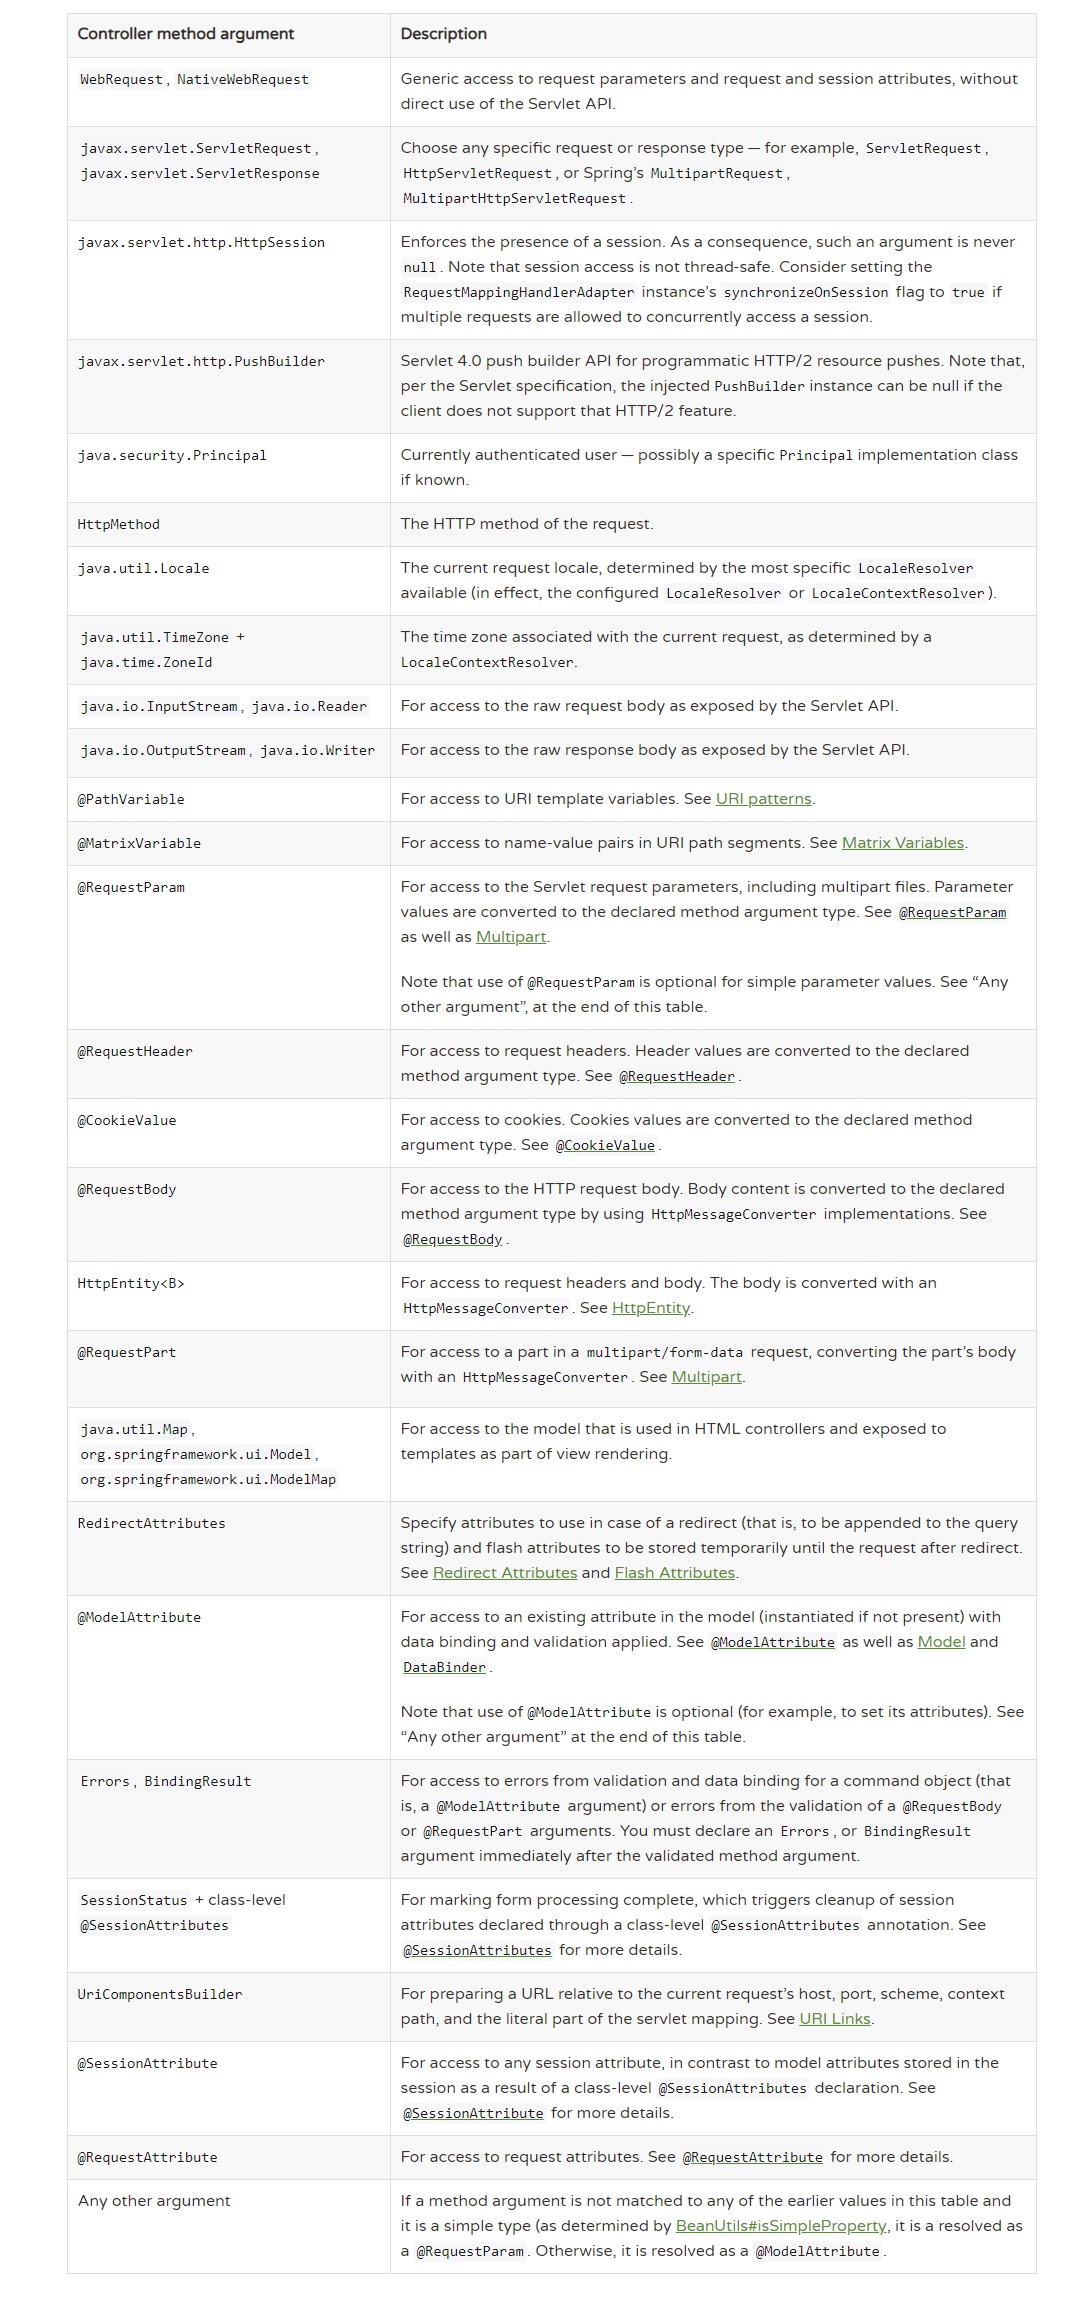 Controller method argument
Description
WebRequest, NativeWebRequest
Generic access to request parameters and request and session attributes, without
direct use of the Servlet API.
javax.servlet.ServletRequest,
javax.servlet.ServletResponse
Choose any specific request or response type — for example, ServletRequest,
HttpServletRequest, or Spring’s MultipartRequest,
MultipartHttpServletRequest.
javax.servlet.http.HttpSession
Enforces the presence of a session. As a consequence, such an argument is never
null. Note that session access is not thread-safe. Consider setting the
RequestMappingHandlerAdapter instance’s synchronizeOnSession flag to true if
multiple requests are allowed to concurrently access a session.
javax.servlet.http.PushBuilder
Servlet 4.0 push builder API for programmatic HTTP/2 resource pushes. Note that,
per the Servlet specification, the injected PushBuilder instance can be null if the
client does not support that HTTP/2 feature.
java.security.Principal
Currently authenticated user — possibly a specific Principal implementation class
if known.
HttpMethod
The HTTP method of the request.
java.util.Locale
The current request locale, determined by the most specific LocaleResolver
available (in effect, the configured LocaleResolver or LocaleContextResolver).
java.util.TimeZone +
java.time.ZoneId
The time zone associated with the current request, as determined by a
LocaleContextResolver.
java.io.InputStream, java.io.Reader
For access to the raw request body as exposed by the Servlet API.
java.io.OutputStream, java.io.Writer
For access to the raw response body as exposed by the Servlet API.
@PathVariable
For access to URI template variables. See URI patterns.
@MatrixVariable
For access to name-value pairs in URI path segments. See Matrix Variables.
@RequestParam
For access to the Servlet request parameters, including multipart files. Parameter
values are converted to the declared method argument type. See @RequestParam
as well as Multipart.
Note that use of @RequestParam is optional for simple parameter values. See “Any
other argument”, at the end of this table.
@RequestHeader
For access to request headers. Header values are converted to the declared
method argument type. See @RequestHeader.
@CookieValue
For access to cookies. Cookies values are converted to the declared method
argument type. See @CookieValue.
@RequestBody
For access to the HTTP request body. Body content is converted to the declared
method argument type by using HttpMessageConverter implementations. See
@RequestBody.
HttpEntity<B>
For access to request headers and body. The body is converted with an
HttpMessageConverter. See HttpEntity.
@RequestPart
For access to a part in a multipart/form-data request, converting the part’s body
with an HttpMessageConverter. See Multipart.
java.util.Map,
org.springframework.ui.Model,
org.springframework.ui.ModelMap
For access to the model that is used in HTML controllers and exposed to
templates as part of view rendering.
RedirectAttributes
Specify attributes to use in case of a redirect (that is, to be appended to the query
string) and flash attributes to be stored temporarily until the request after redirect.
See Redirect Attributes and Flash Attributes.
@ModelAttribute
For access to an existing attribute in the model (instantiated if not present) with
data binding and validation applied. See @ModelAttribute as well as Model and
DataBinder.
Note that use of @ModelAttribute is optional (for example, to set its attributes). See
“Any other argument” at the end of this table.
Errors, BindingResult
For access to errors from validation and data binding for a command object (that
is, a @ModelAttribute argument) or errors from the validation of a @RequestBody
or @RequestPart arguments. You must declare an Errors, or BindingResult
argument immediately after the validated method argument.
SessionStatus + class-level
@SessionAttributes
For marking form processing complete, which triggers cleanup of session
attributes declared through a class-level @SessionAttributes annotation. See
@SessionAttributes for more details.
UriComponentsBuilder
For preparing a URL relative to the current request’s host, port, scheme, context
path, and the literal part of the servlet mapping. See URI Links.
@SessionAttribute
For access to any session attribute, in contrast to model attributes stored in the
session as a result of a class-level @SessionAttributes declaration. See
@SessionAttribute for more details.
@RequestAttribute
For access to request attributes. See @RequestAttribute for more details.
Any other argument
If a method argument is not matched to any of the earlier values in this table and
it is a simple type (as determined by BeanUtils#isSimpleProperty, it is a resolved as
a @RequestParam. Otherwise, it is resolved as a @ModelAttribute.